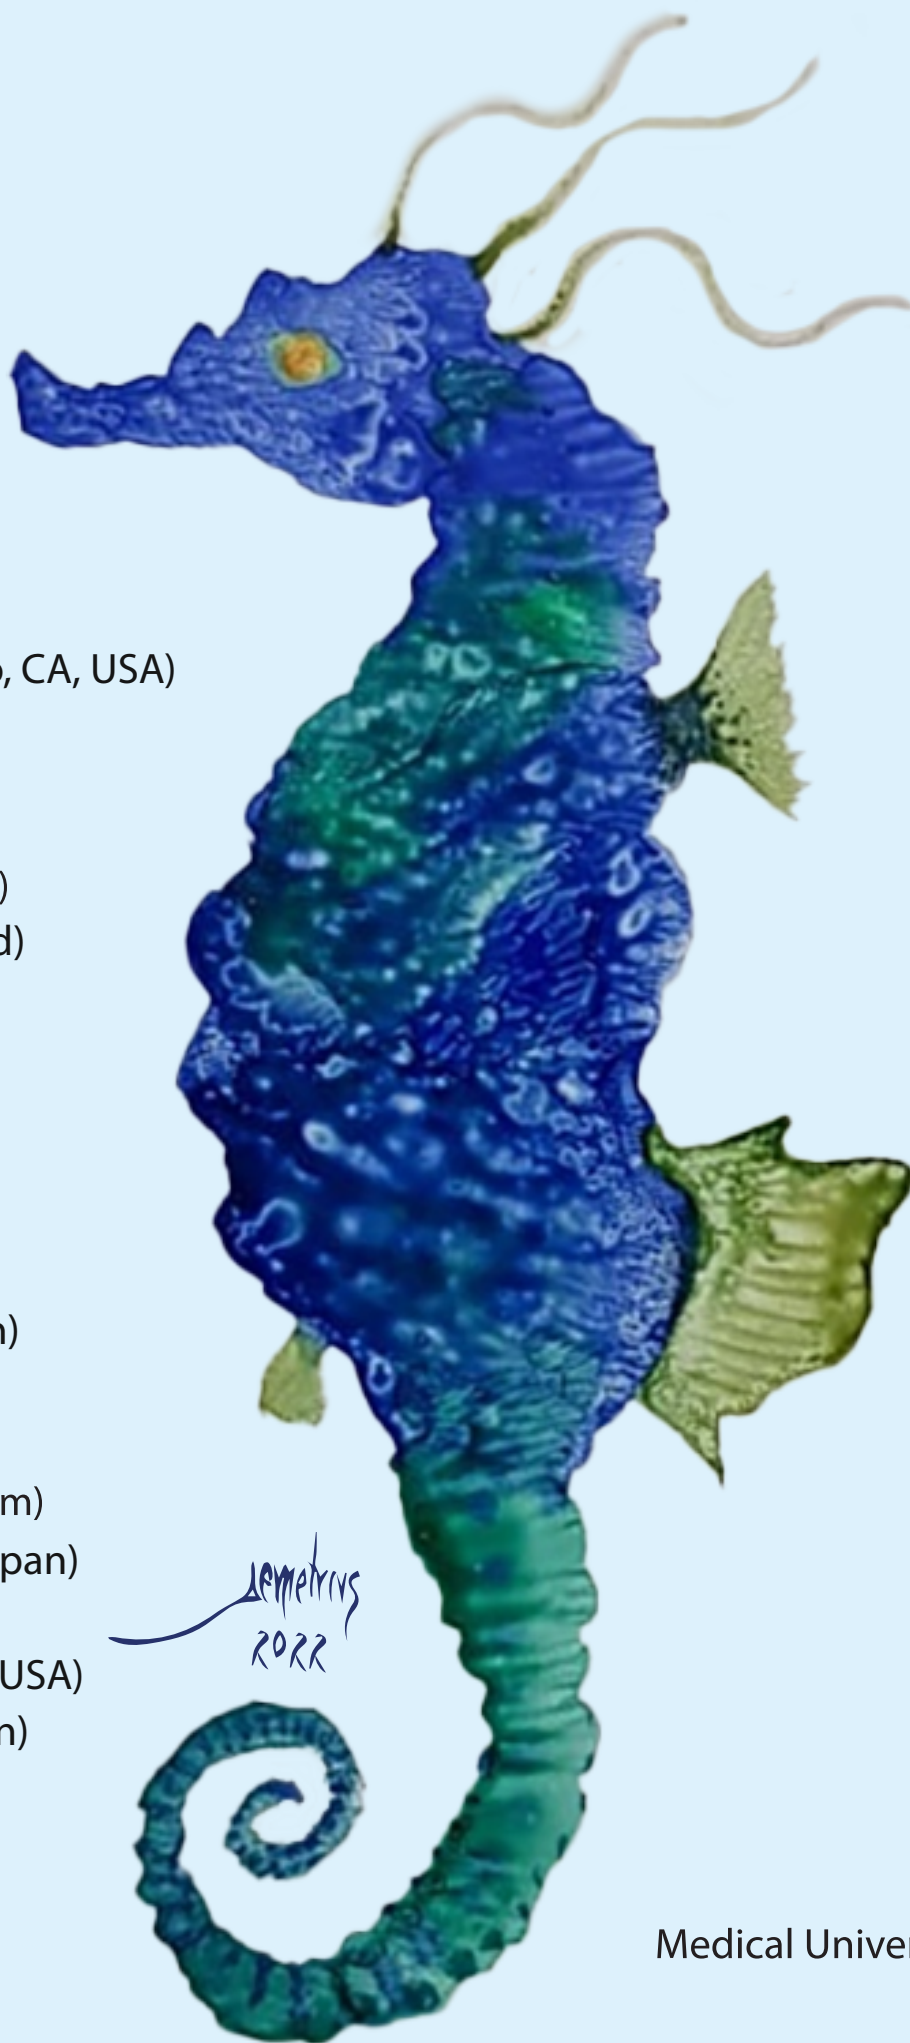 , CA, USA)
)
d)
n)
m)
pan)
Demetrius
2022
USA)
n)
Medical Univer